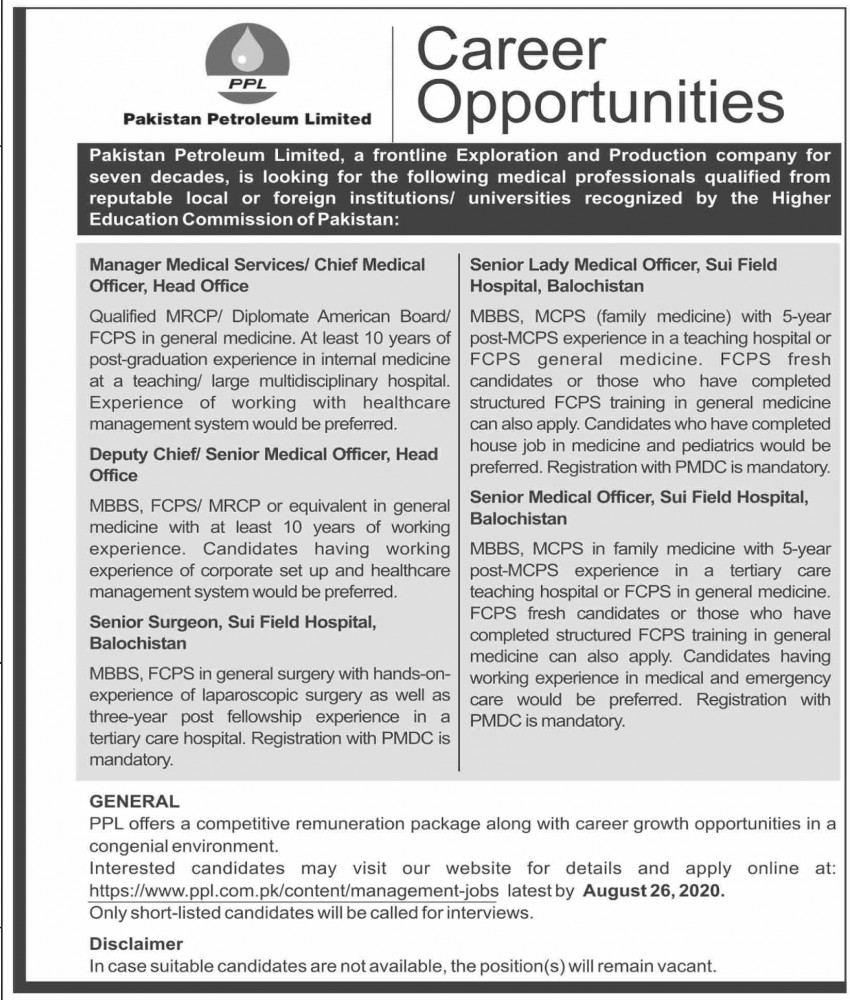 PPL
Pakistan Petroleum Limited
Career
Opportunities
Pakistan Petroleum Limited, a frontline Exploration and Production company for
seven decades, is looking for the following medical professionals qualified from
reputable local or foreign institutions/ universities recognized by the Higher
Education Commission of Pakistan:
Manager Medical Services/ Chief Medical
Officer, Head Office
Qualified MRCP/ Diplomate American Board/
FCPS in general medicine. At least 10 years of
post-graduation experience in internal medicine
at a teaching/ large multidisciplinary hospital.
Experience of working with healthcare
management system would be preferred.
Deputy Chief/ Senior Medical Officer, Head
Office
MBBS, FCPS/ MRCP or equivalent in general
medicine with at least 10 years of working
experience. Candidates having working
experience of corporate set up and healthcare
management system would be preferred.
Senior Surgeon, Sui Field Hospital,
Balochistan
MBBS, FCPS in general surgery with hands-on-
experience of laparoscopic surgery as well as
three-year post fellowship experience in a
tertiary care hospital. Registration with PMDC is
mandatory.
Senior Lady Medical Officer, Sui Field
Hospital, Balochistan
MBBS, MCPS (family medicine) with 5-year
post-MCPS experience in a teaching hospital or
FCPS general medicine. FCPS fresh
candidates or those who have completed
structured FCPS training in general medicine
can also apply. Candidates who have completed
house job in medicine and pediatrics would be
preferred. Registration with PMDC is mandatory.
Senior Medical Officer, Sui Field Hospital,
Balochistan
MBBS, MCPS in family medicine with 5-year
post-MCPS experience in a tertiary care
teaching hospital or FCPS in general medicine.
FCPS fresh candidates or those who have
completed structured FCPS training in general
medicine can also apply. Candidates having
working experience in medical and emergency
care would be preferred. Registration with
PMDC is mandatory.
GENERAL
PPL offers a competitive remuneration package along with career growth opportunities in a
congenial environment.
Interested candidates may visit our website for details and apply online at:
https://www.ppl.com.pk/content/management-jobs latest by August 26, 2020.
Only short-listed candidates will be called for interviews.
Disclaimer
In case suitable candidates are not available, the position(s) will remain vacant.